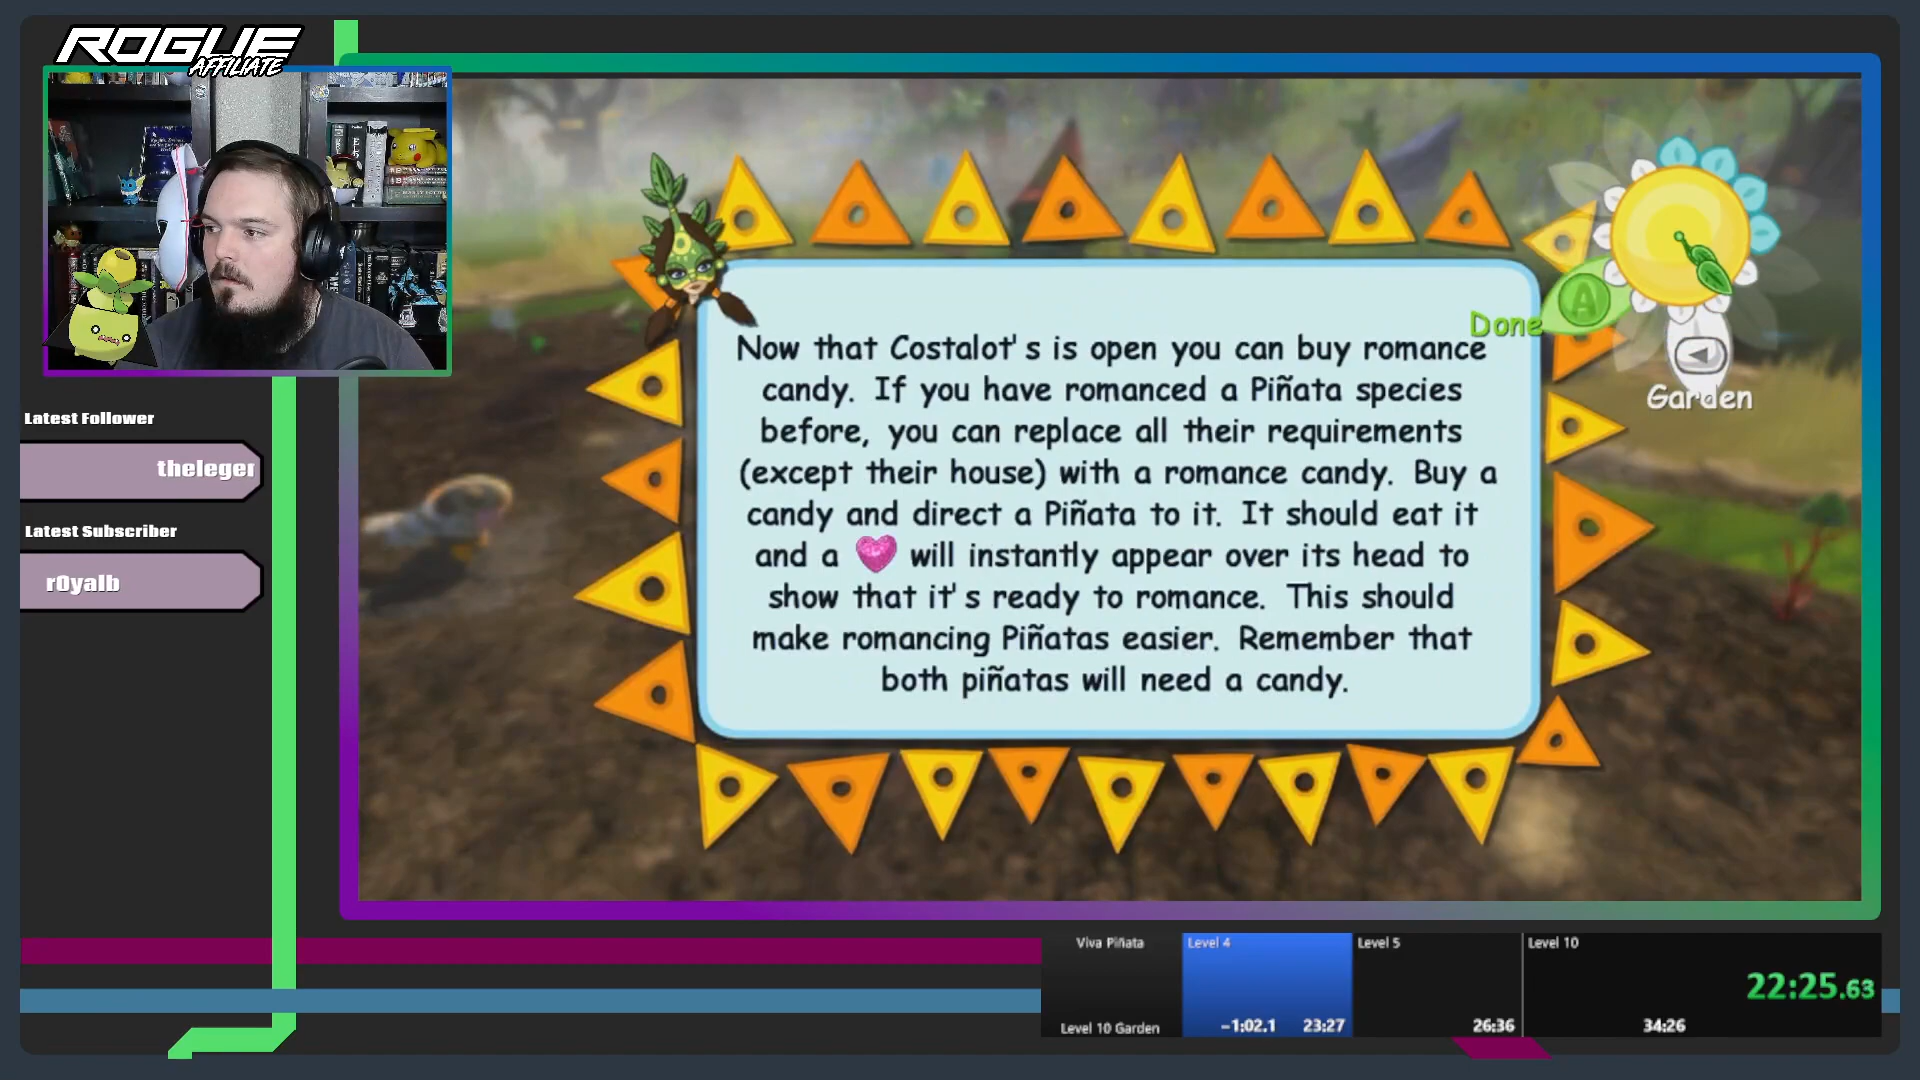 ROGUE
AFFILIATE
Latest Follower
theleger
Latest Subscriber
r0yalb
Now that Costalot's is open you can buy romance
candy. If you have romanced a Piñata species
before, you can replace all their requirements
(except their house) with a romance candy. Buy a
candy and direct a Piñata to it. It should eat it
and a will instantly appear over its head to
show that it's ready to romance. This should
make romancing Piñatas easier. Remember that
both piñatas will need a candy.
Done
A
Garden
Viva Piñata
Level 10 Garden
Level 4
-1:02.1 23:27
Level 5
26:36
Level 10
34:26
22:25.63